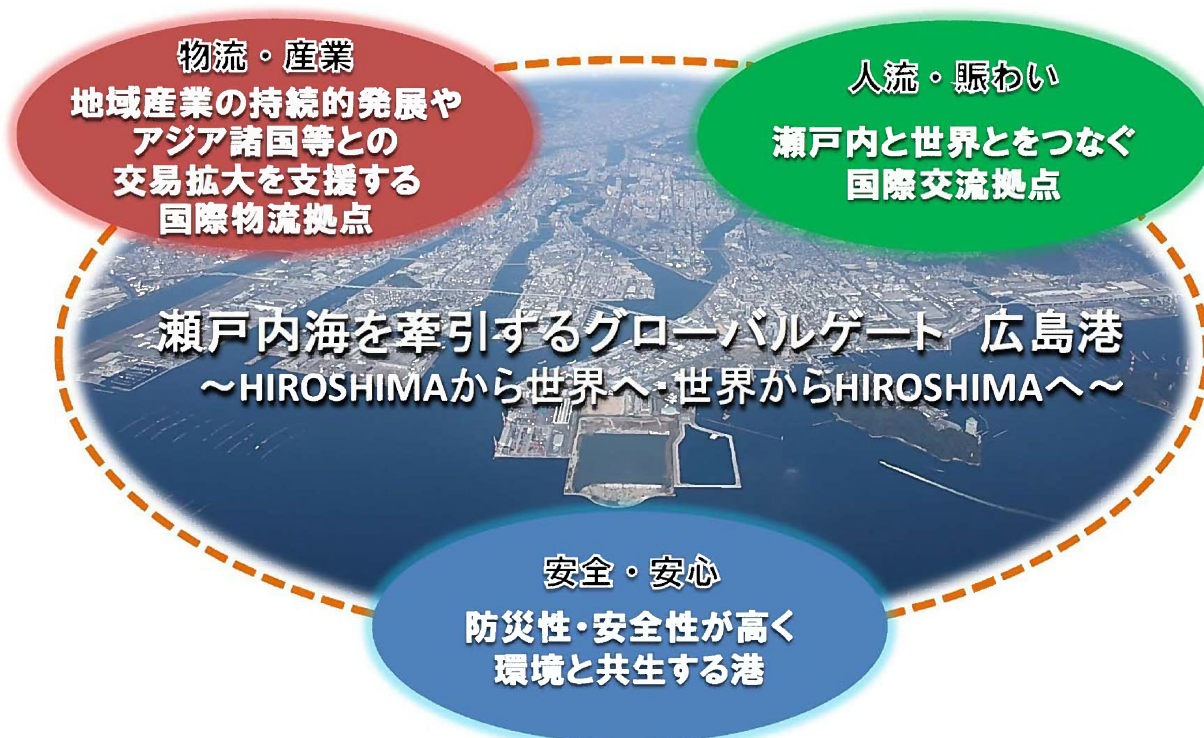 物流・産業
地域産業の持続的発展や
アジア諸国等との
交易拡大を支援する
国際物流拠点
人流・賑わい
瀬戸内と世界とをつなぐ
国際交流拠点
瀬戸内海を牽引するグローバルゲート 広島港
～HIROSHIMAから世界へ・世界からHIROSHIMAへ～
安全・安心
防災性・安全性が高く
環境と共生する港